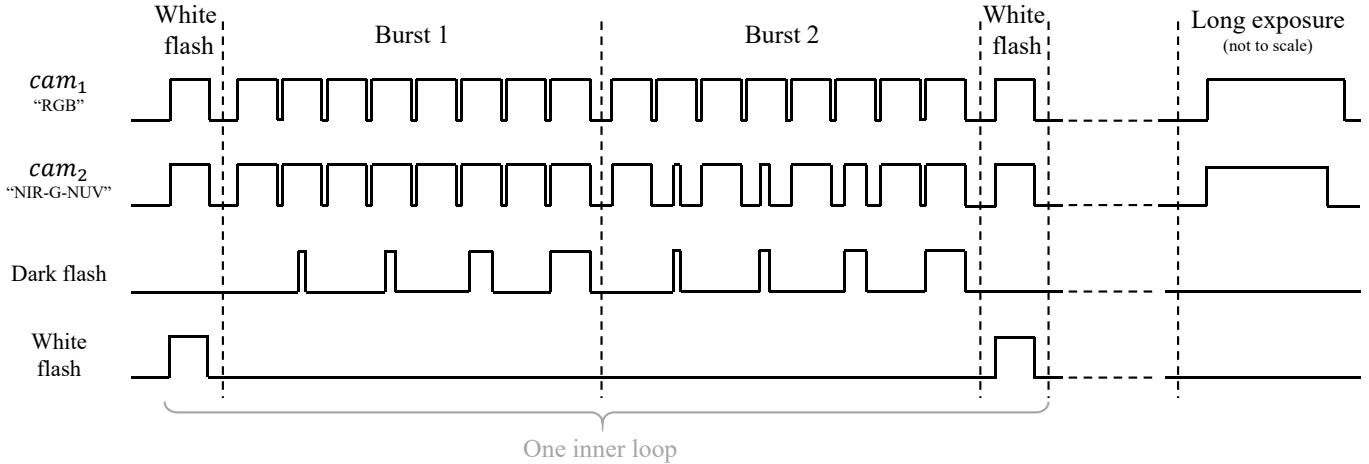 White
flash
Burst 1
Burst 2
White
flash
Long exposure
(not to scale)
cam₁
“RGB”
cam₂
“NIR-G-NUV”
Dark flash
White
flash
One inner loop